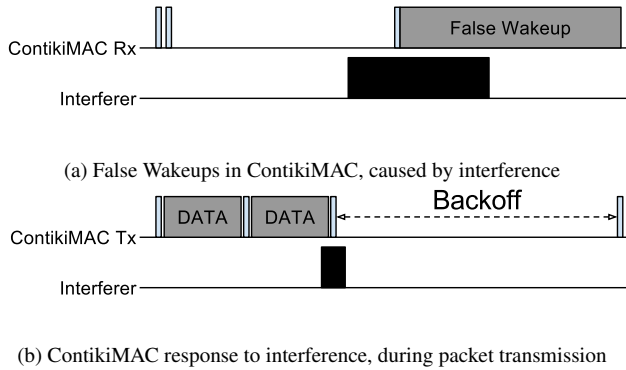 False Wakeup
ContikiMAC Rx
Interferer
(a) False Wakeups in ContikiMAC, caused by interference
Backoff
DATA DATA
ContikiMAC Tx
Interferer
(b) ContikiMAC response to interference, during packet transmission